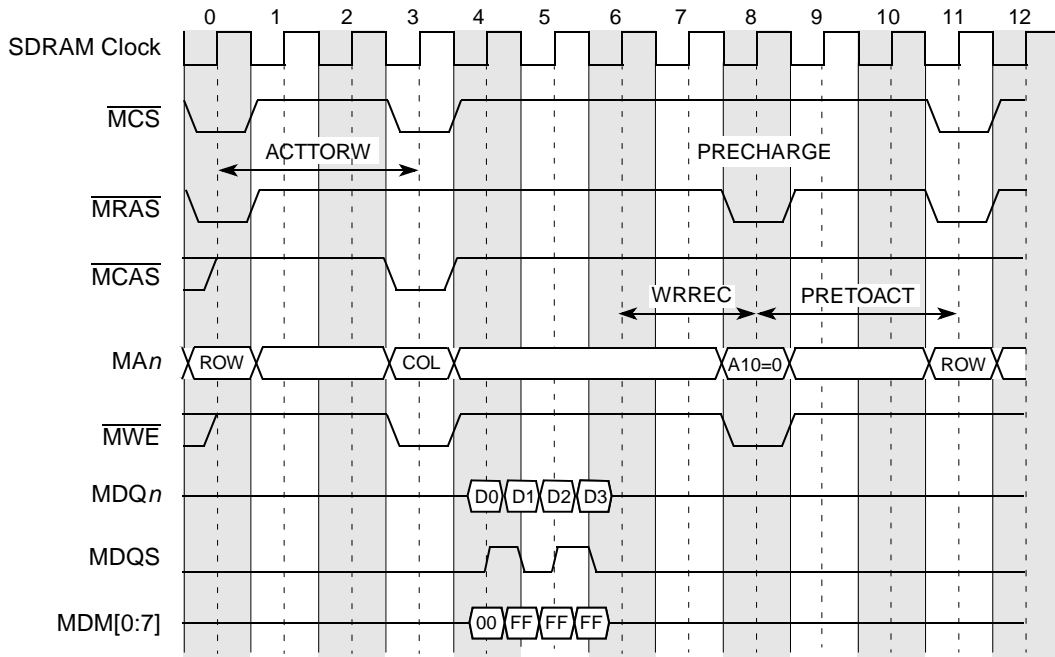 0 1 2 3 4 5 6 7 8 9 10 11 12
SDRAM Clock
MCS
ACTTORW PRECHARGE
MRAS
MCAS
WRREC PRETOACT
MAn ROW COL A10=0 ROW
MWE
MDQn D0 D1 D2 D3
MDQS
MDM[0:7] 00 FF FF FF